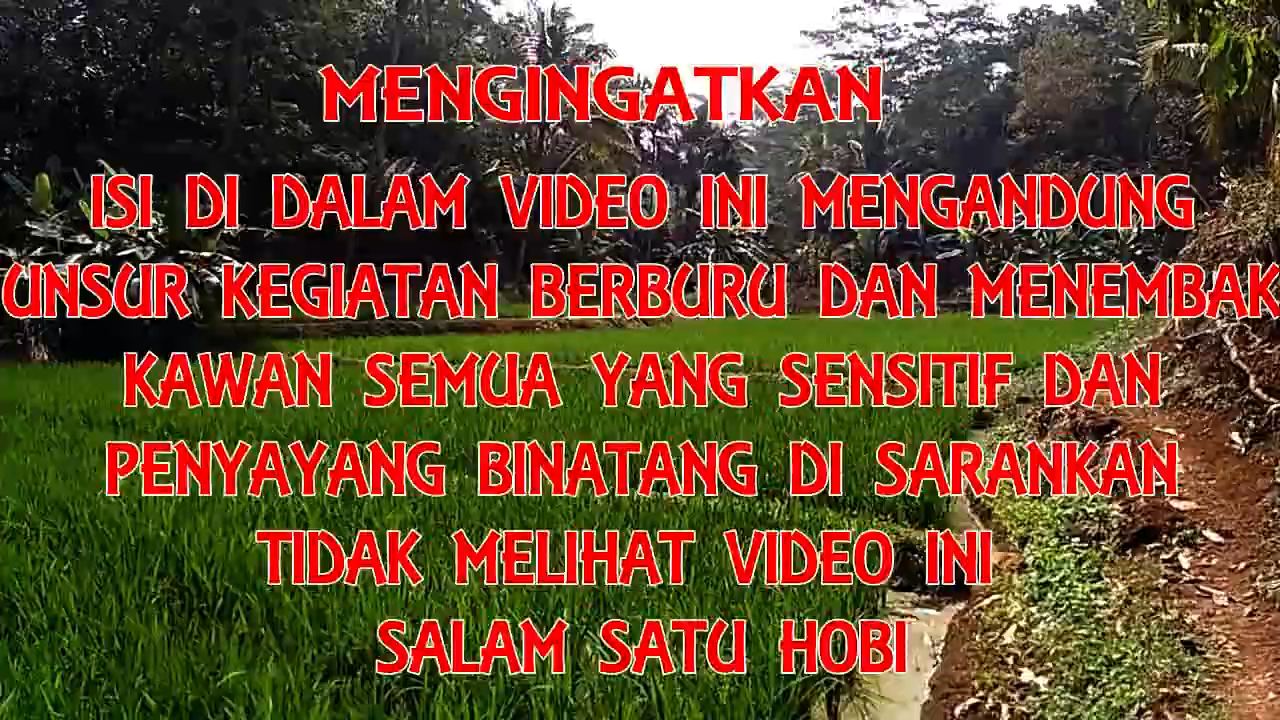 MENGINGATKAN
ISI DI DALAM VIDEO INI MENGANDUNG
UNSUR KEGIATAN BERBURU DAN MENEMBAK
KAWAN SEMUA YANG SENSITIF DAN
PENYAYANG BINATANG DI SARANKAN
TIDAK MELIHAT VIDEO INI
SALAM SATU HOBI